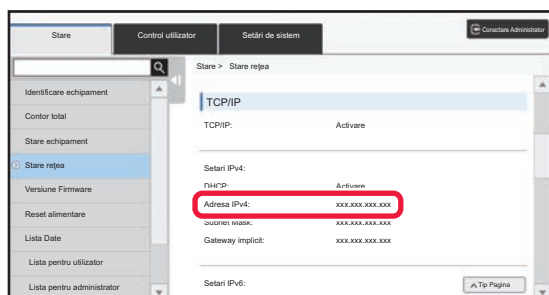 Stare
Control utilizator
Setări de sistem
Conectare Administrator
Stare > Stare rețea
Identificare echipament
Contor total
Stare echipament
Stare rețea
Versiune Firmware
Reset alimentare
Lista Date
Lista pentru utilizator
Lista pentru administrator
TCP/IP
TCP/IP: Activare
Setari IPv4:
DHCP: Activare
Adresa IPv4: xxx.xxx.xxx.xxx
Subnet Mask: xxx.xxx.xxx.xxx
Gateway implicit: xxx.xxx.xxx.xxx
Setari IPv6:
Tip Pagina